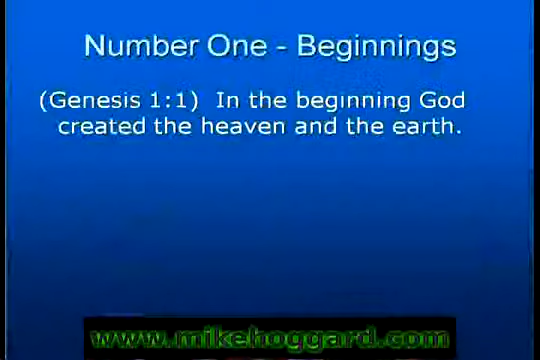 Number One - Beginnings
(Genesis 1:1) In the beginning God
created the heaven and the earth.
www.mikehoggard.com